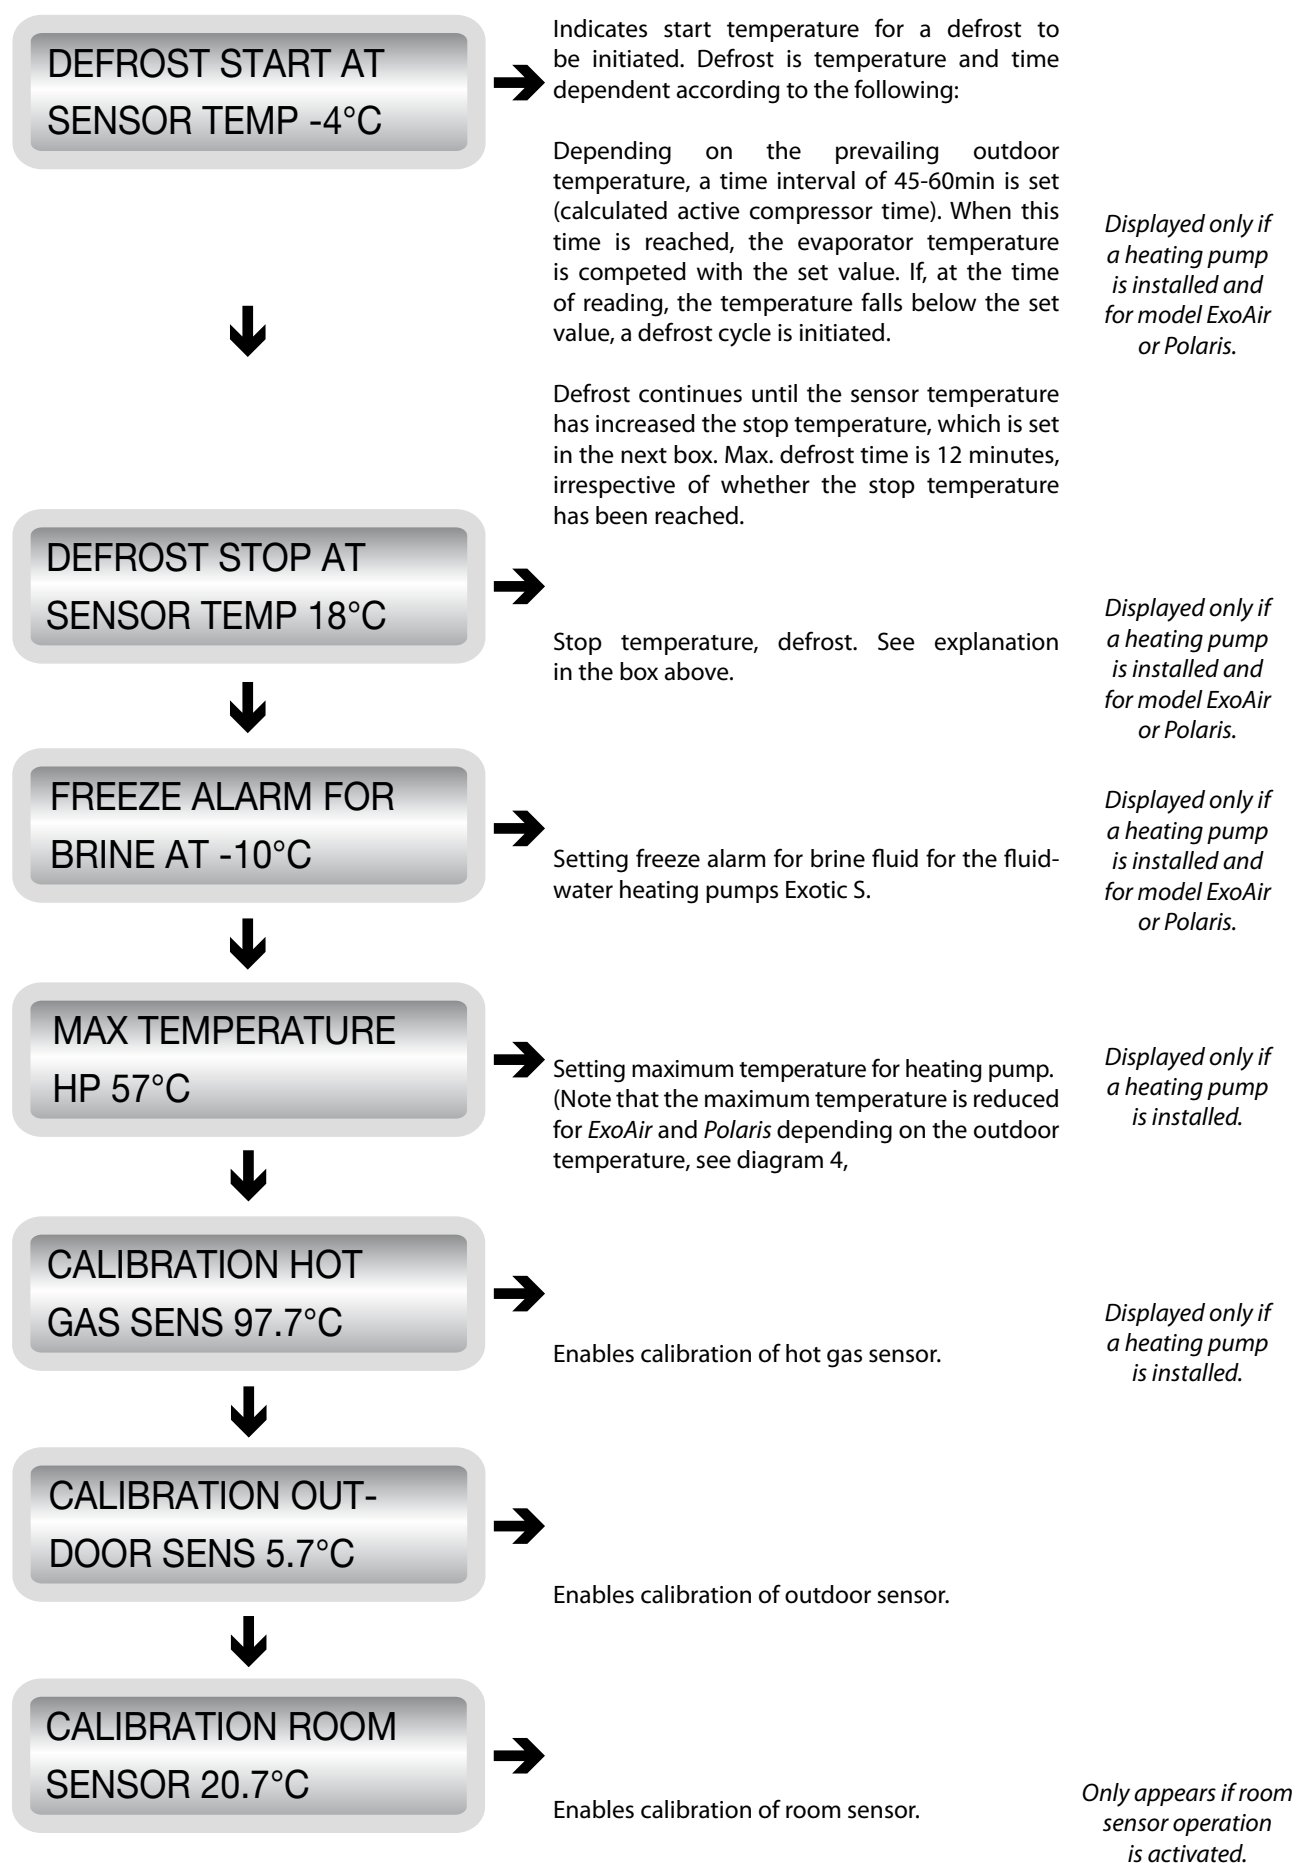 DEFROST START AT
SENSOR TEMP -4°C
Indicates start temperature for a defrost to
be initiated. Defrost is temperature and time
dependent according to the following:
Depending on the prevailing outdoor
temperature, a time interval of 45-60min is set
(calculated active compressor time). When this
time is reached, the evaporator temperature
is competed with the set value. If, at the time
of reading, the temperature falls below the set
value, a defrost cycle is initiated.
Defrost continues until the sensor temperature
has increased the stop temperature, which is set
in the next box. Max. defrost time is 12 minutes,
irrespective of whether the stop temperature
has been reached.
Displayed only if
a heating pump
is installed and
for model ExoAir
or Polaris.
DEFROST STOP AT
SENSOR TEMP 18°C
Stop temperature, defrost. See explanation
in the box above.
Displayed only if
a heating pump
is installed and
for model ExoAir
or Polaris.
FREEZE ALARM FOR
BRINE AT -10°C
Setting freeze alarm for brine fluid for the fluid-
water heating pumps Exotic S.
Displayed only if
a heating pump
is installed and
for model ExoAir
or Polaris.
MAX TEMPERATURE
HP 57°C
Setting maximum temperature for heating pump.
(Note that the maximum temperature is reduced
for ExoAir and Polaris depending on the outdoor
temperature, see diagram 4,
Displayed only if
a heating pump
is installed.
CALIBRATION HOT
GAS SENS 97.7°C
Enables calibration of hot gas sensor.
Displayed only if
a heating pump
is installed.
CALIBRATION OUT-
DOOR SENS 5.7°C
Enables calibration of outdoor sensor.
CALIBRATION ROOM
SENSOR 20.7°C
Enables calibration of room sensor.
Only appears if room
sensor operation
is activated.